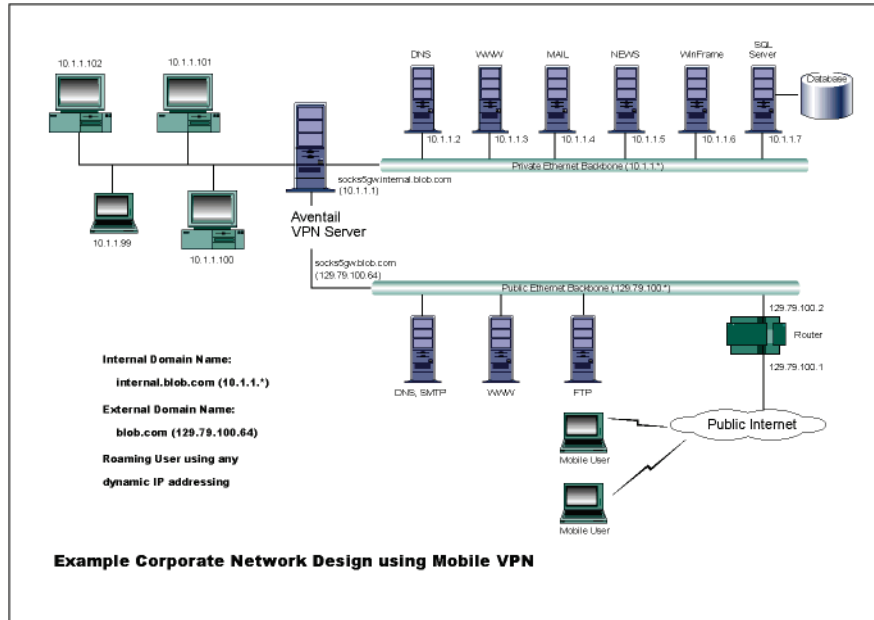 10.1.1.102
10.1.1.101
DNS
WWW
MAIL
NEWS
WinFrame
SQL
Server
Database
10.1.1.2
10.1.1.3
10.1.1.4
10.1.1.5
10.1.1.6
10.1.1.7
Private Ethernet Backbone (10.1.1.*)
socks5gw.internal.blob.com
(10.1.1.1)
10.1.1.99
10.1.1.100
Aventail
VPN Server
socks5gw.blob.com
(129.79.100.64)
Public Ethernet Backbone (129.79.100.*)
129.79.100.2
Router
129.79.100.1
DNS, SMTP
WWW
FTP
Public Internet
Mobile User
Mobile User
Internal Domain Name:
internal.blob.com (10.1.1.*)
External Domain Name:
blob.com (129.79.100.64)
Roaming User using any
dynamic IP addressing
Example Corporate Network Design using Mobile VPN